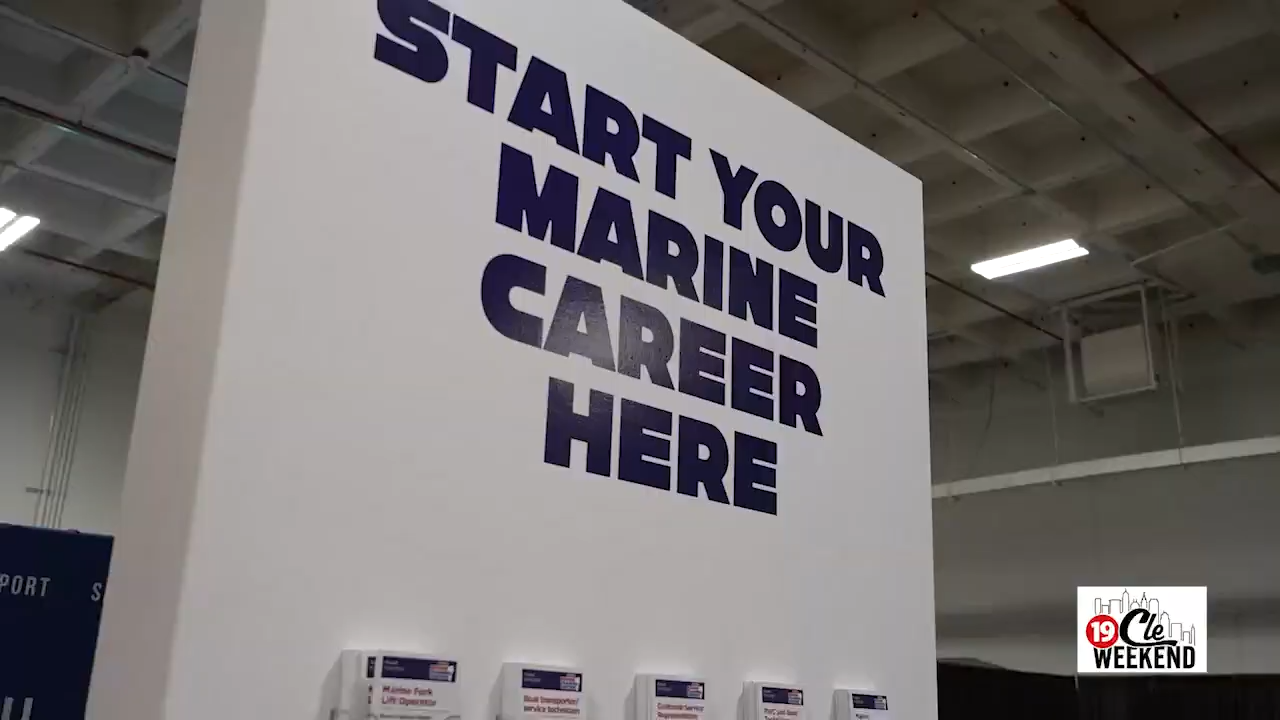 START YOUR
MARINE
CAREER
HERE
PORT
Marine Fork
Lift Operator
Boat transporter/
service technician
Customer Service
Representative
19 Cle
WEEKEND